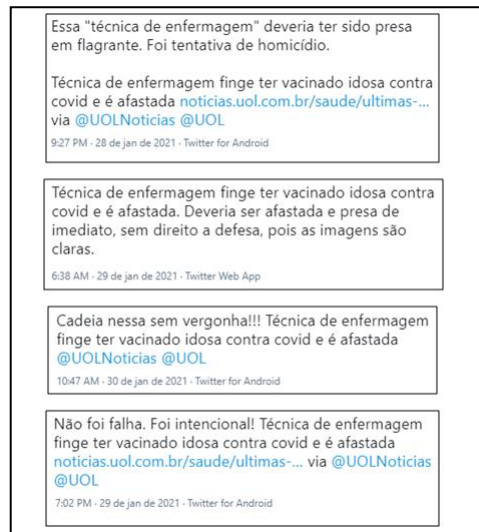 Essa "técnica de enfermagem" deveria ter sido presa
em flagrante. Foi tentativa de homicídio.
Técnica de enfermagem finge ter vacinado idosa contra
covid e é afastada noticias.uol.com.br/saude/ultimas-...
via @UOLNoticias @UOL
9:27 PM · 28 de jan de 2021 · Twitter for Android
Técnica de enfermagem finge ter vacinado idosa contra
covid e é afastada. Deveria ser afastada e presa de
imediato, sem direito a defesa, pois as imagens são
claras.
6:38 AM · 29 de jan de 2021 · Twitter Web App
Cadeia nessa sem vergonha!!! Técnica de enfermagem
finge ter vacinado idosa contra covid e é afastada
@UOLNoticias @UOL
10:47 AM · 30 de jan de 2021 · Twitter for Android
Não foi falha. Foi intencional! Técnica de enfermagem
finge ter vacinado idosa contra covid e é afastada
noticias.uol.com.br/saude/ultimas-... via @UOLNoticias
@UOL
7:02 PM · 29 de jan de 2021 · Twitter for Android